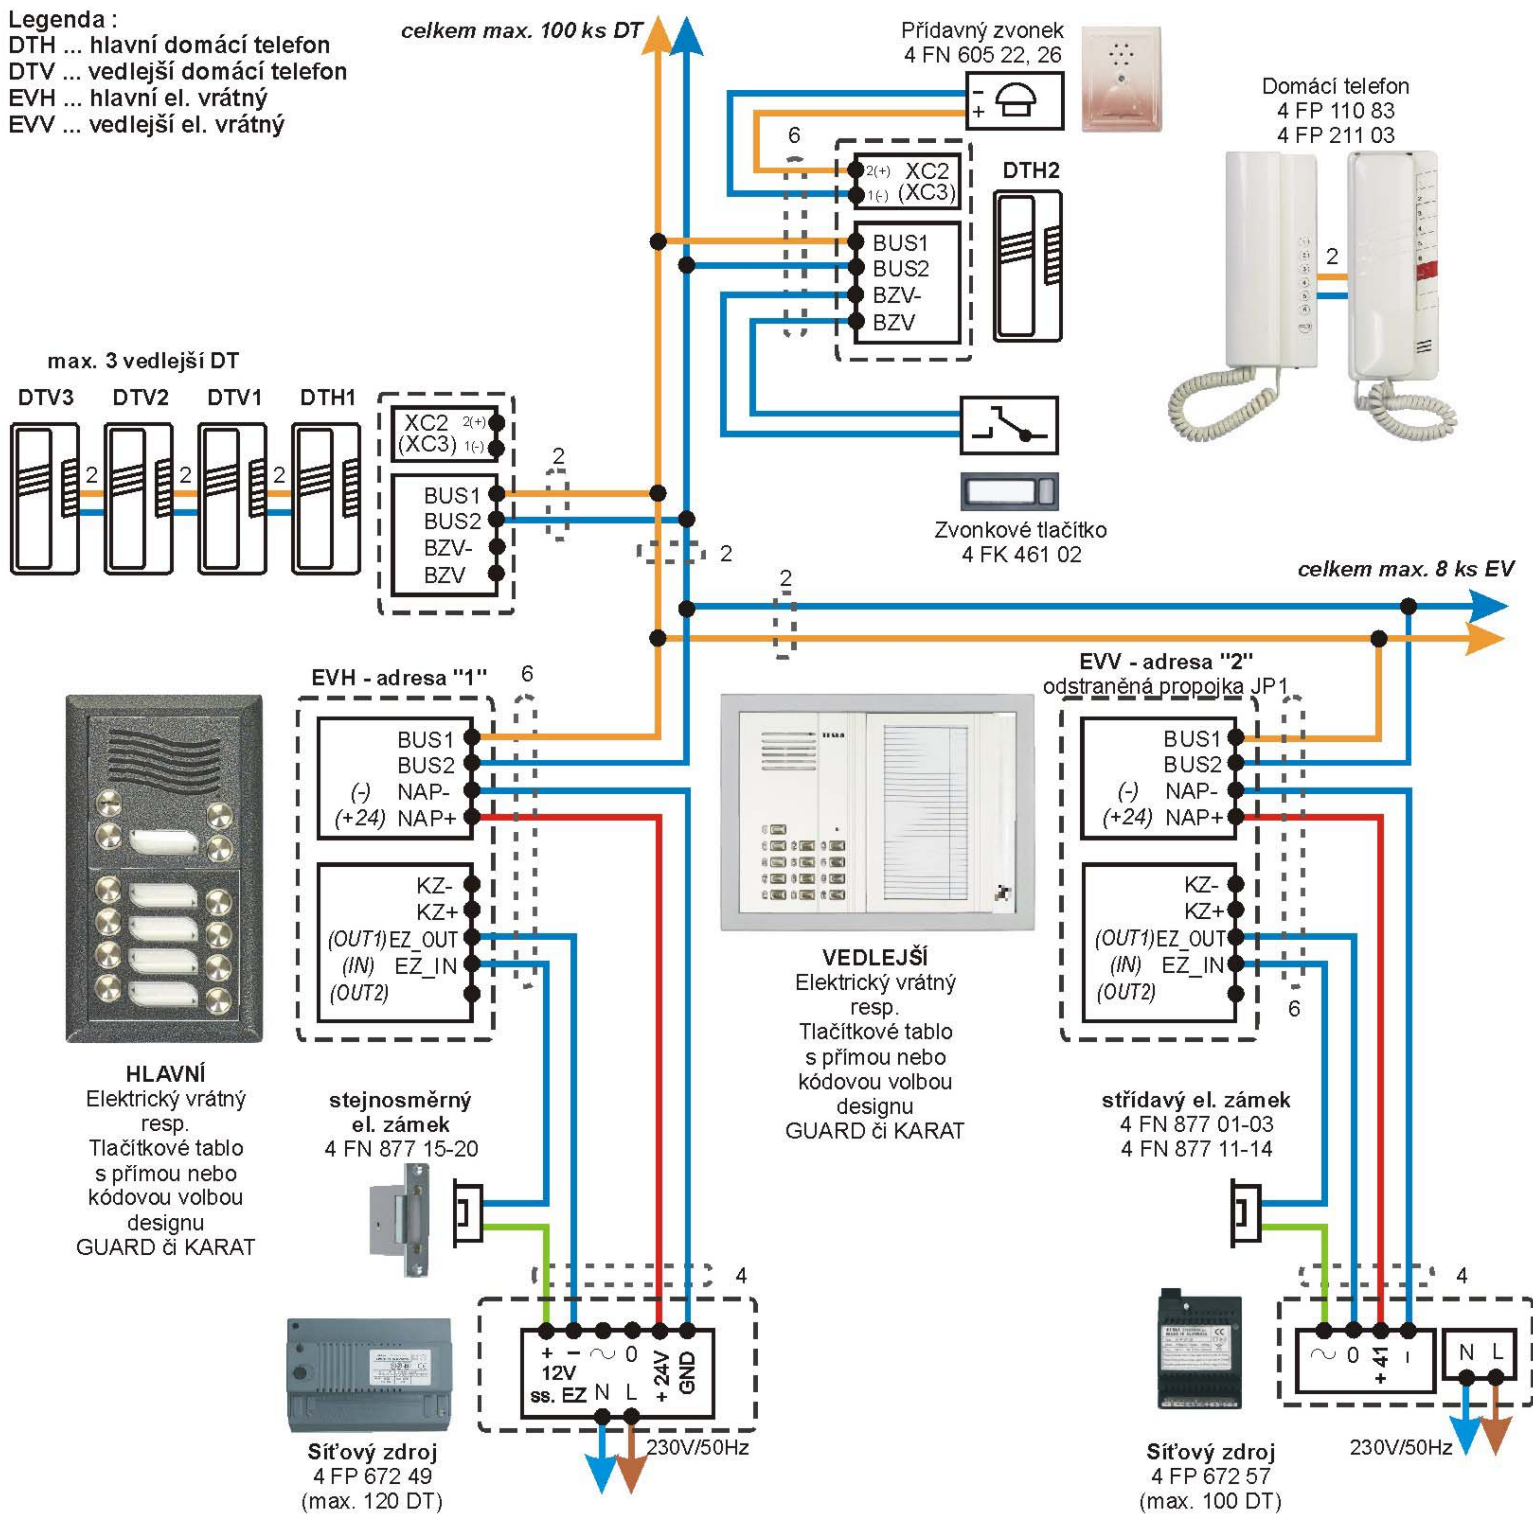 Legenda :
DTH ... hlavní domácí telefon
DTV ... vedlejší domácí telefon
EVH ... hlavní el. vrátný
EVV ... vedlejší el. vrátný
celkem max. 100 ks DT
Přídavný zvonek
4 FN 605 22, 26
-
+
6
2(+) XC2
1(-) (XC3)
DTH2
BUS1
BUS2
BZV-
BZV
Domácí telefon
4 FP 110 83
4 FP 211 03
2
Zvonkové tlačítko
4 FK 461 02
max. 3 vedlejší DT
DTV3
DTV2
DTV1
DTH1
2
2
2
XC2 2(+)
(XC3) 1(-)
BUS1
BUS2
BZV-
BZV
2
2
2
celkem max. 8 ks EV
EVH - adresa "1"
6
BUS1
BUS2
(-) NAP-
(+24) NAP+
KZ-
KZ+
(OUT1) EZ_OUT
(IN) EZ_IN
(OUT2)
HLAVNÍ
Elektrický vrátný
resp.
Tlačítkové tablo
s přímou nebo
kódovou volbou
designu
GUARD či KARAT
TESLA
VEDLEJŠÍ
Elektrický vrátný
resp.
Tlačítkové tablo
s přímou nebo
kódovou volbou
designu
GUARD či KARAT
EVV - adresa "2"
odstraněná propojka JP1
BUS1
BUS2
(-) NAP-
(+24) NAP+
KZ-
KZ+
(OUT1) EZ_OUT
(IN) EZ_IN
(OUT2)
6
stejnosměrný
el. zámek
4 FN 877 15-20
4
+ – ~ 0 + 24V GND
12V
ss. EZ N L
230V/50Hz
Síťový zdroj
4 FP 672 49
(max. 120 DT)
střídavý el. zámek
4 FN 877 01-03
4 FN 877 11-14
4
~ 0 + 41 –
N L
230V/50Hz
Síťový zdroj
4 FP 672 57
(max. 100 DT)